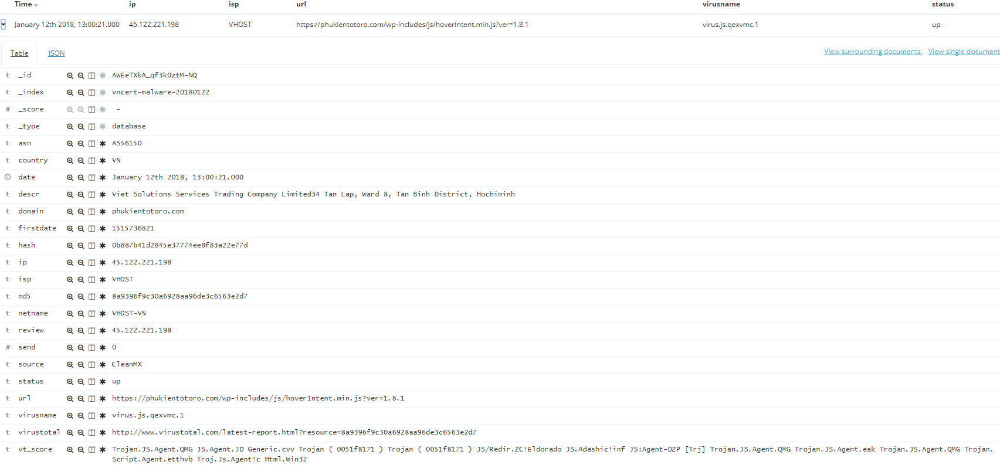 Time ip isp url virusname status
January 12th 2018, 13:00:21.000 45.122.221.198 VHOST https://phukientotoro.com/wp-includes/js/hoverIntent.min.js?ver=1.8.1 virus.js.qexvmc.1 up
Table JSON View surrounding documents View single document
t _id AWEeTXkA_qf3kOztM-NQ
t _index vncert-malware-20180122
# _score -
t _type database
t asn AS56150
t country VN
date January 12th 2018, 13:00:21.000
t descr Viet Solutions Services Trading Company Limited34 Tan Lap, Ward 8, Tan Binh District, Hochiminh
t domain phukientotoro.com
t firstdate 1515736821
t hash 0b887b41d2845e37774ee8f83a22e77d
t ip 45.122.221.198
t isp VHOST
t md5 8a9396f9c30a6928aa96de3c6563e2d7
t netname VHOST-VN
t review 45.122.221.198
# send 0
t source CleanMX
t status up
t url https://phukientotoro.com/wp-includes/js/hoverIntent.min.js?ver=1.8.1
t virusname virus.js.qexvmc.1
t virustotal http://www.virustotal.com/latest-report.html?resource=8a9396f9c30a6928aa96de3c6563e2d7
t vt_score Trojan.JS.Agent.QMG JS.Agent.JD Generic.cvv Trojan ( 0051f8171 ) Trojan ( 0051f8171 ) JS/Redir.ZC!Eldorado JS.Adashic!inf JS:Agent-DZP [Trj] Trojan.JS.Agent.QMG Trojan.JS.Agent.eak Trojan.JS.Agent.QMG Trojan.
Script.Agent.etthvb Troj.Js.Agent!c Html.Win32